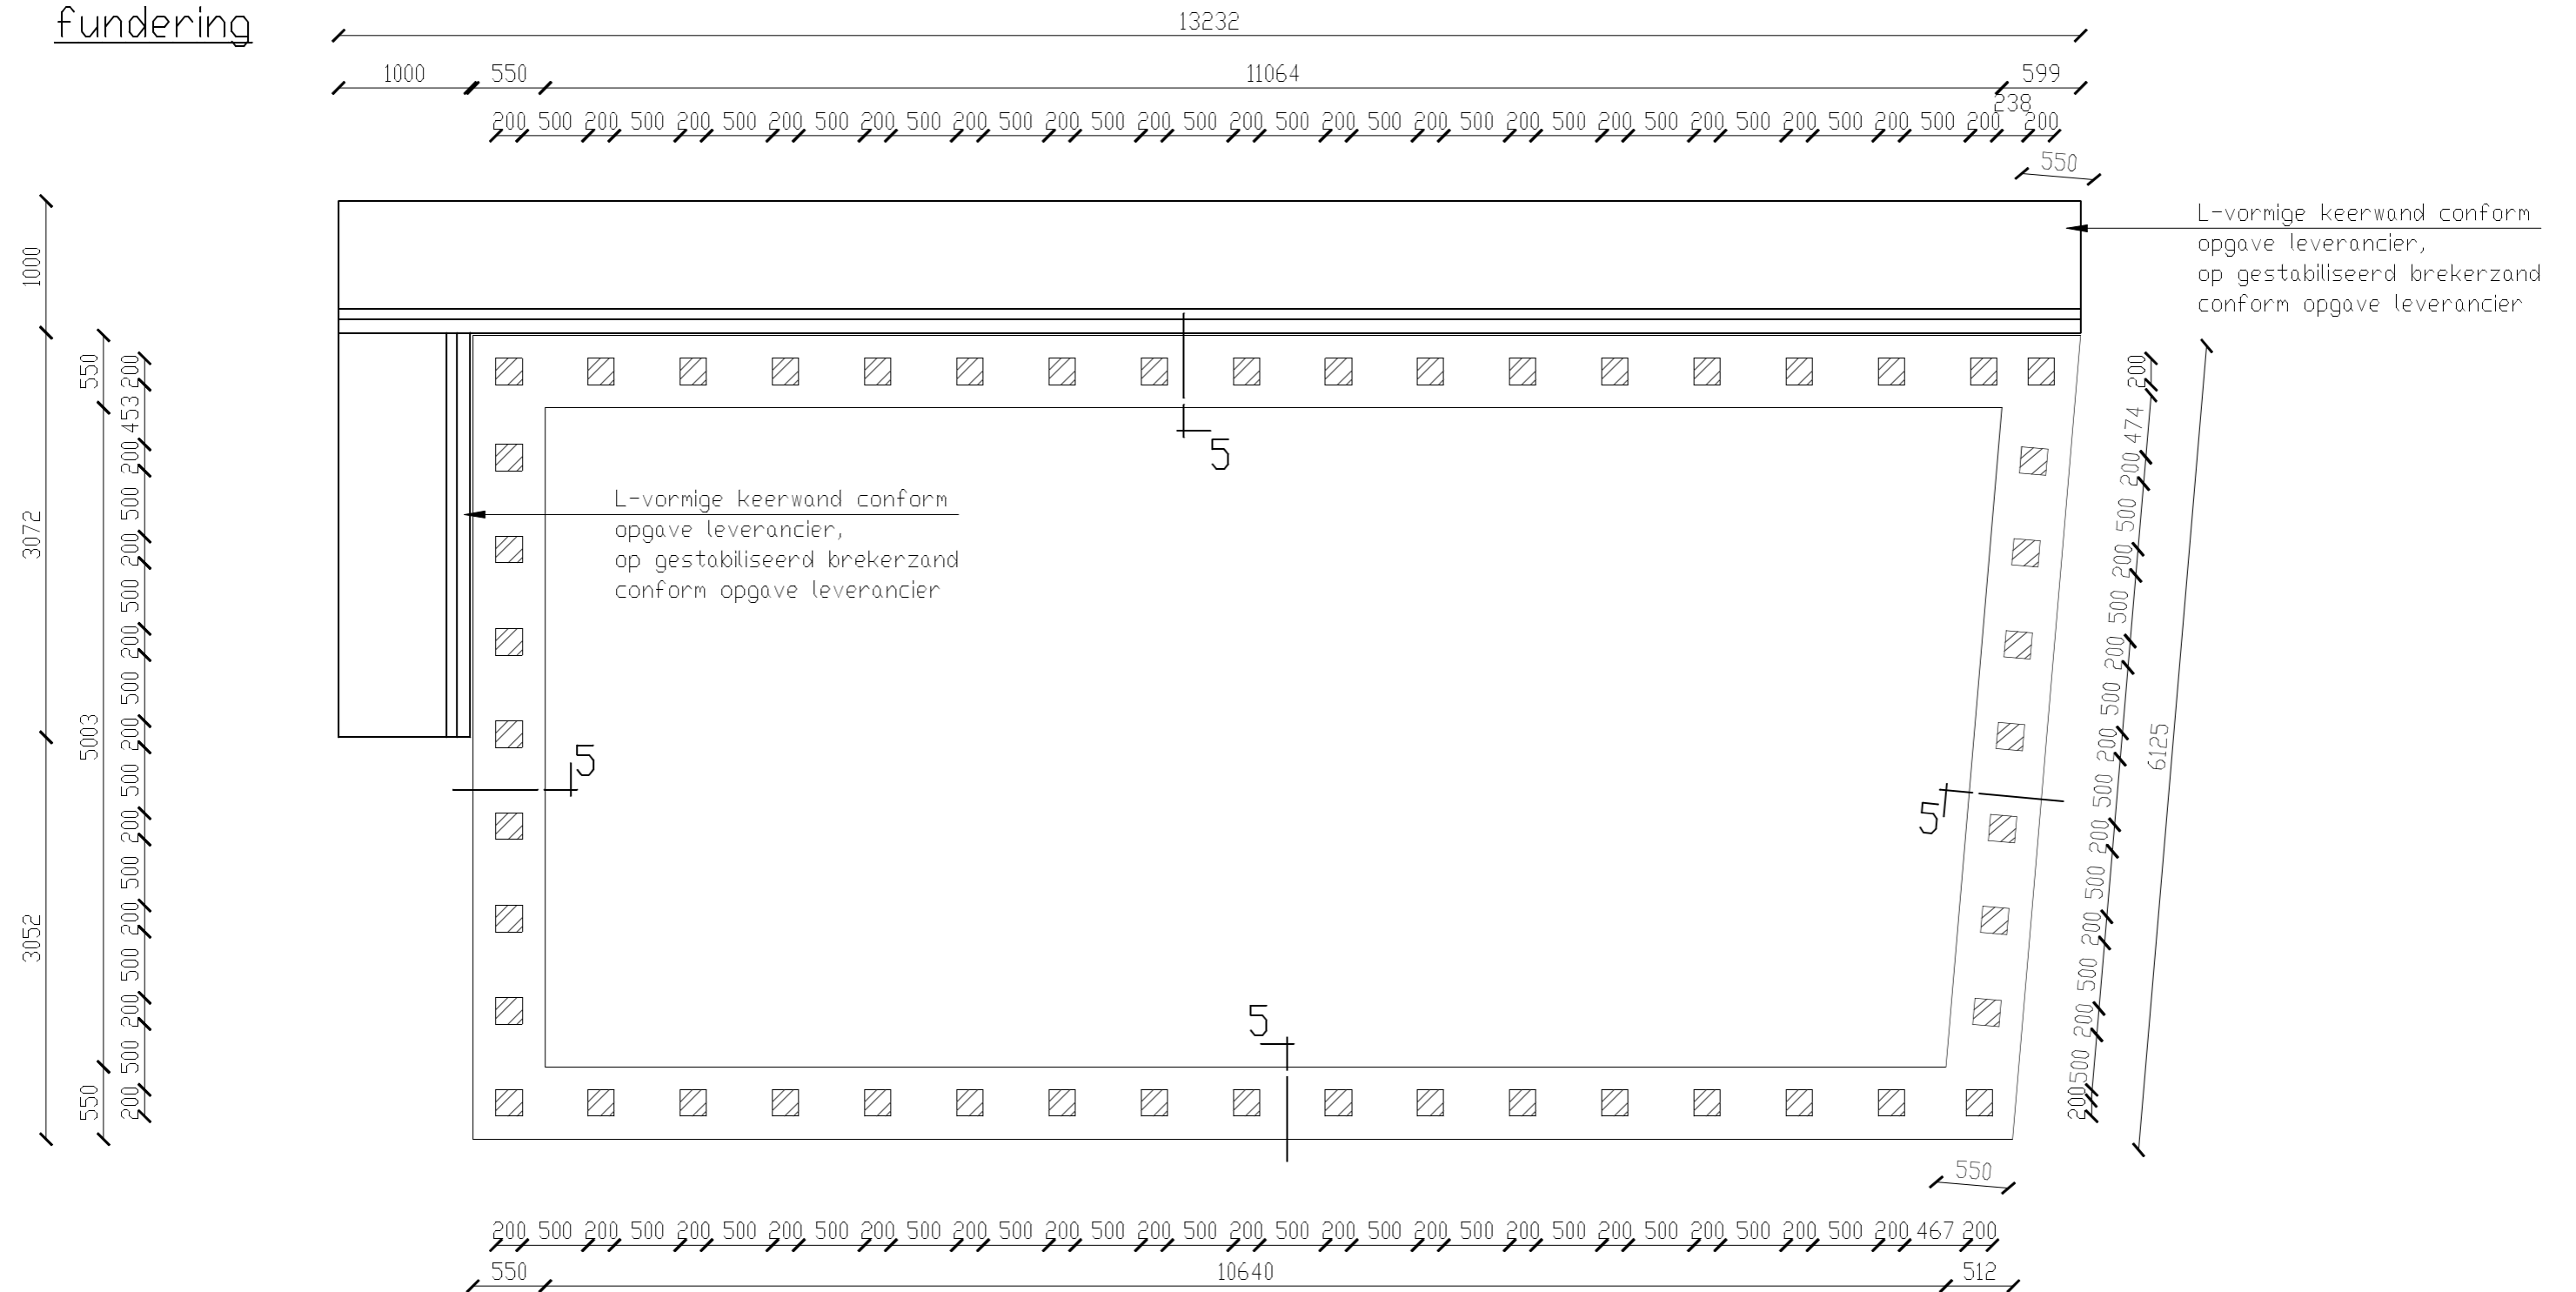 fundering
13232
1000 550 11064 599
238
200 500 200 500 200 500 200 500 200 500 200 500 200 500 200 500 200 500 200 500 200 500 200 500 200 500 200 500 200 500 200 500 200 200
550
L-vormige keerwand conform
opgave leverancier,
op gestabiliseerd brekerzand
conform opgave leverancier
1000
3072
3052
550
5003
550
200 453 200 500 200 500 200 500 200 500 200 500 200 500 200 500 200 500 200
5
L-vormige keerwand conform
opgave leverancier,
op gestabiliseerd brekerzand
conform opgave leverancier
5
5
5
200 474 200 500 200 500 200 500 200 500 200 500 200 500 200 500 200
6125
550
200 500 200 500 200 500 200 500 200 500 200 500 200 500 200 500 200 500 200 500 200 500 200 500 200 500 200 500 200 500 200 467 200
550 10640 512